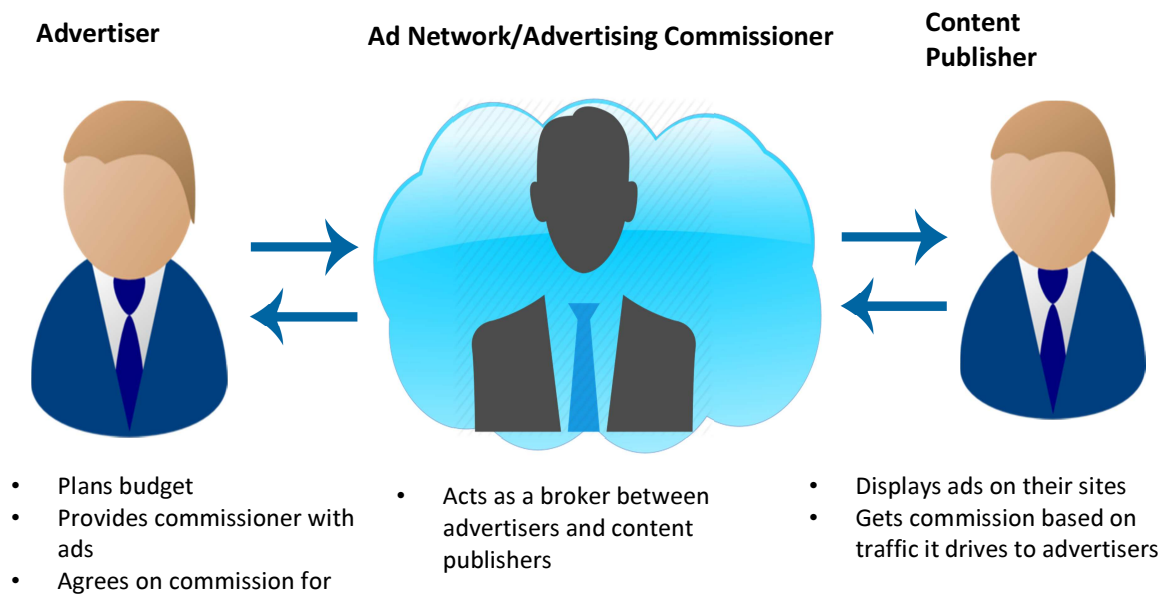 Advertiser
Ad Network/Advertising Commissioner
Content
Publisher
• Plans budget
• Provides commissioner with
ads
• Agrees on commission for
• Acts as a broker between
advertisers and content
publishers
• Displays ads on their sites
• Gets commission based on
traffic it drives to advertisers